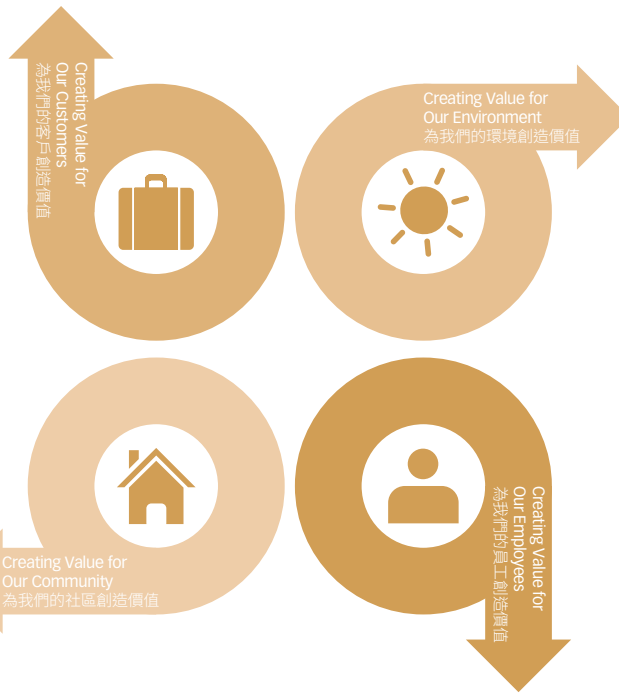 Creating Value for
Our Customers
為我們的客戶創造價值
Creating Value for
Our Environment
為我們的環境創造價值
Creating Value for
Our Community
為我們的社區創造價值
Creating Value for
Our Employees
為我們的員工創造價值